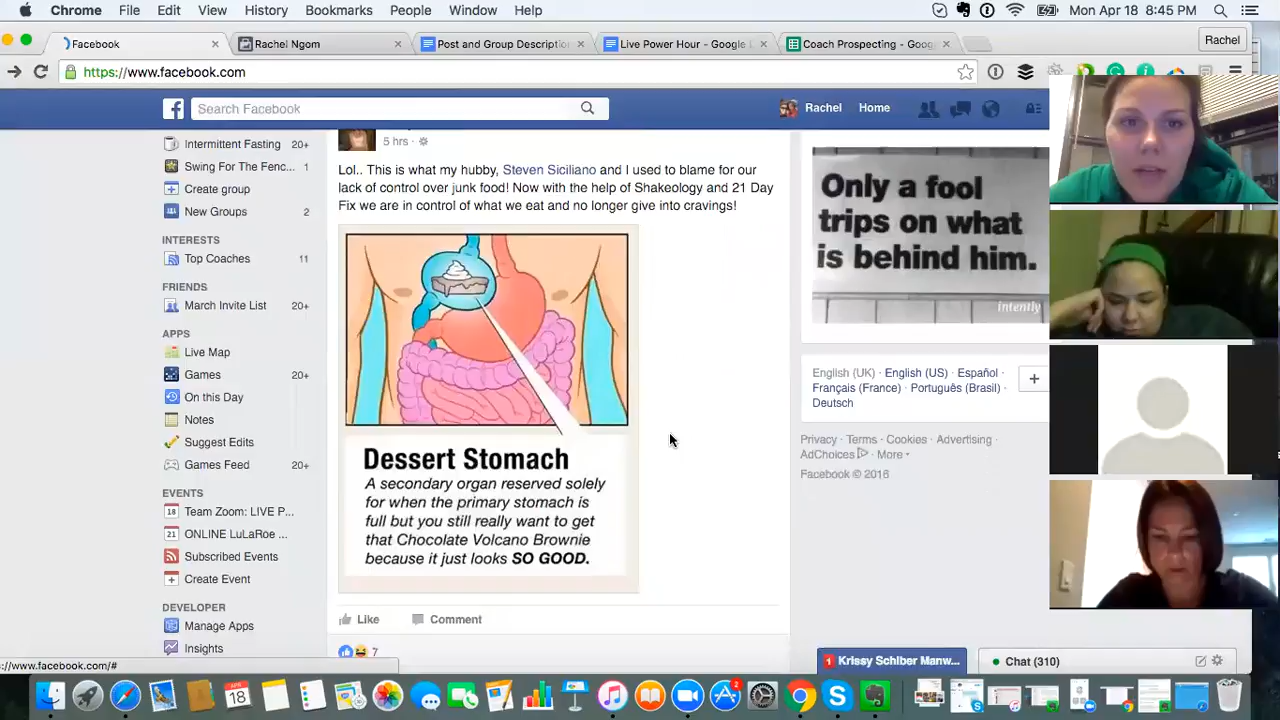 Chrome File Edit View History Bookmarks People Window Help Mon Apr 18 8:45 PM
Facebook Rachel Ngom Post and Group Descriptio Live Power Hour - Google Coach Prospecting - Goog Rachel
https://www.facebook.com
Search Facebook Rachel Home
Intermittent Fasting 20+
Swing For The Fenc... 1
Create group
New Groups 2
INTERESTS
Top Coaches 11
FRIENDS
March Invite List 20+
APPS
Live Map
Games 20+
On this Day
Notes
Suggest Edits
Games Feed 20+
EVENTS
18 Team Zoom: LIVE P...
21 ONLINE LuLaRoe ...
Subscribed Events
Create Event
DEVELOPER
Manage Apps
Insights
://www.facebook.com/#
5 hrs
Lol.. This is what my hubby, Steven Siciliano and I used to blame for our
lack of control over junk food! Now with the help of Shakeology and 21 Day
Fix we are in control of what we eat and no longer give into cravings!
Dessert Stomach
A secondary organ reserved solely
for when the primary stomach is
full but you still really want to get
that Chocolate Volcano Brownie
because it just looks SO GOOD.
Like Comment
7
Only a fool
trips on what
is behind him.
intently
English (UK) · English (US) · Español ·
Français (France) · Português (Brasil) ·
Deutsch
Privacy · Terms · Cookies · Advertising ·
AdChoices · More
Facebook © 2016
1 Krissy Schlber Manw...
Chat (310)
APR
18
2